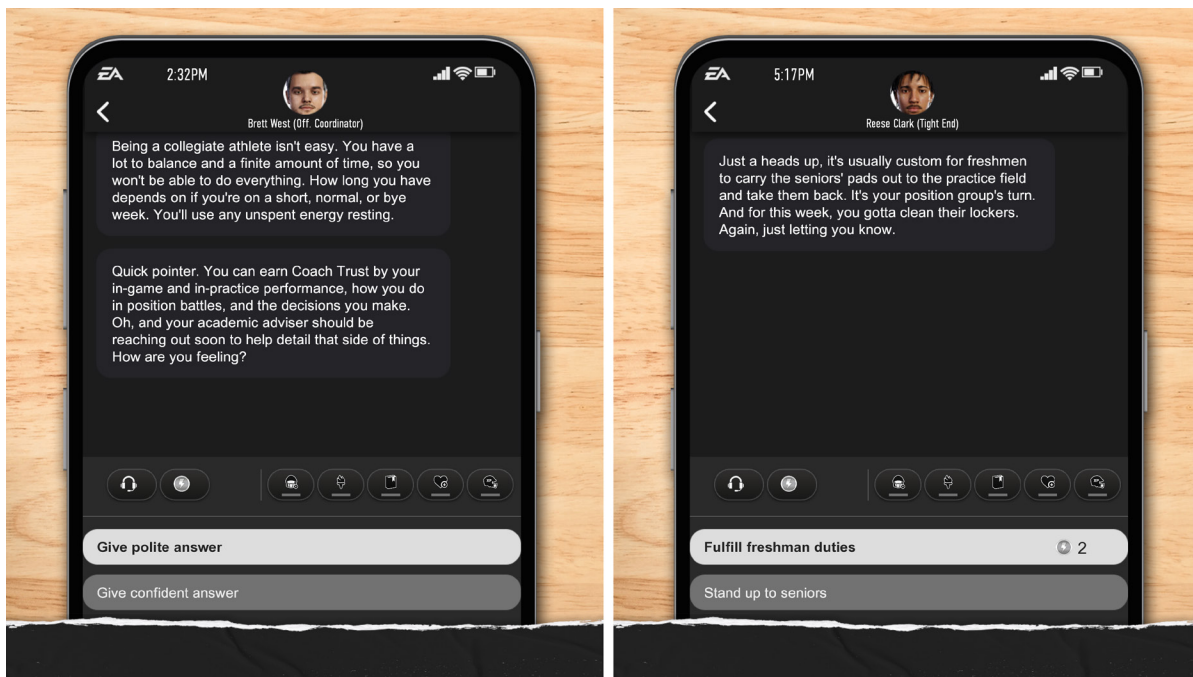 EA
2:32PM
Brett West (Off. Coordinator)
Being a collegiate athlete isn't easy. You have a
lot to balance and a finite amount of time, so you
won't be able to do everything. How long you have
depends on if you're on a short, normal, or bye
week. You'll use any unspent energy resting.
Quick pointer. You can earn Coach Trust by your
in-game and in-practice performance, how you do
in position battles, and the decisions you make.
Oh, and your academic adviser should be
reaching out soon to help detail that side of things.
How are you feeling?
Give polite answer
Give confident answer
EA
5:17PM
Reese Clark (Tight End)
Just a heads up, it's usually custom for freshmen
to carry the seniors' pads out to the practice field
and take them back. It's your position group's turn.
And for this week, you gotta clean their lockers.
Again, just letting you know.
Fulfill freshman duties
2
Stand up to seniors